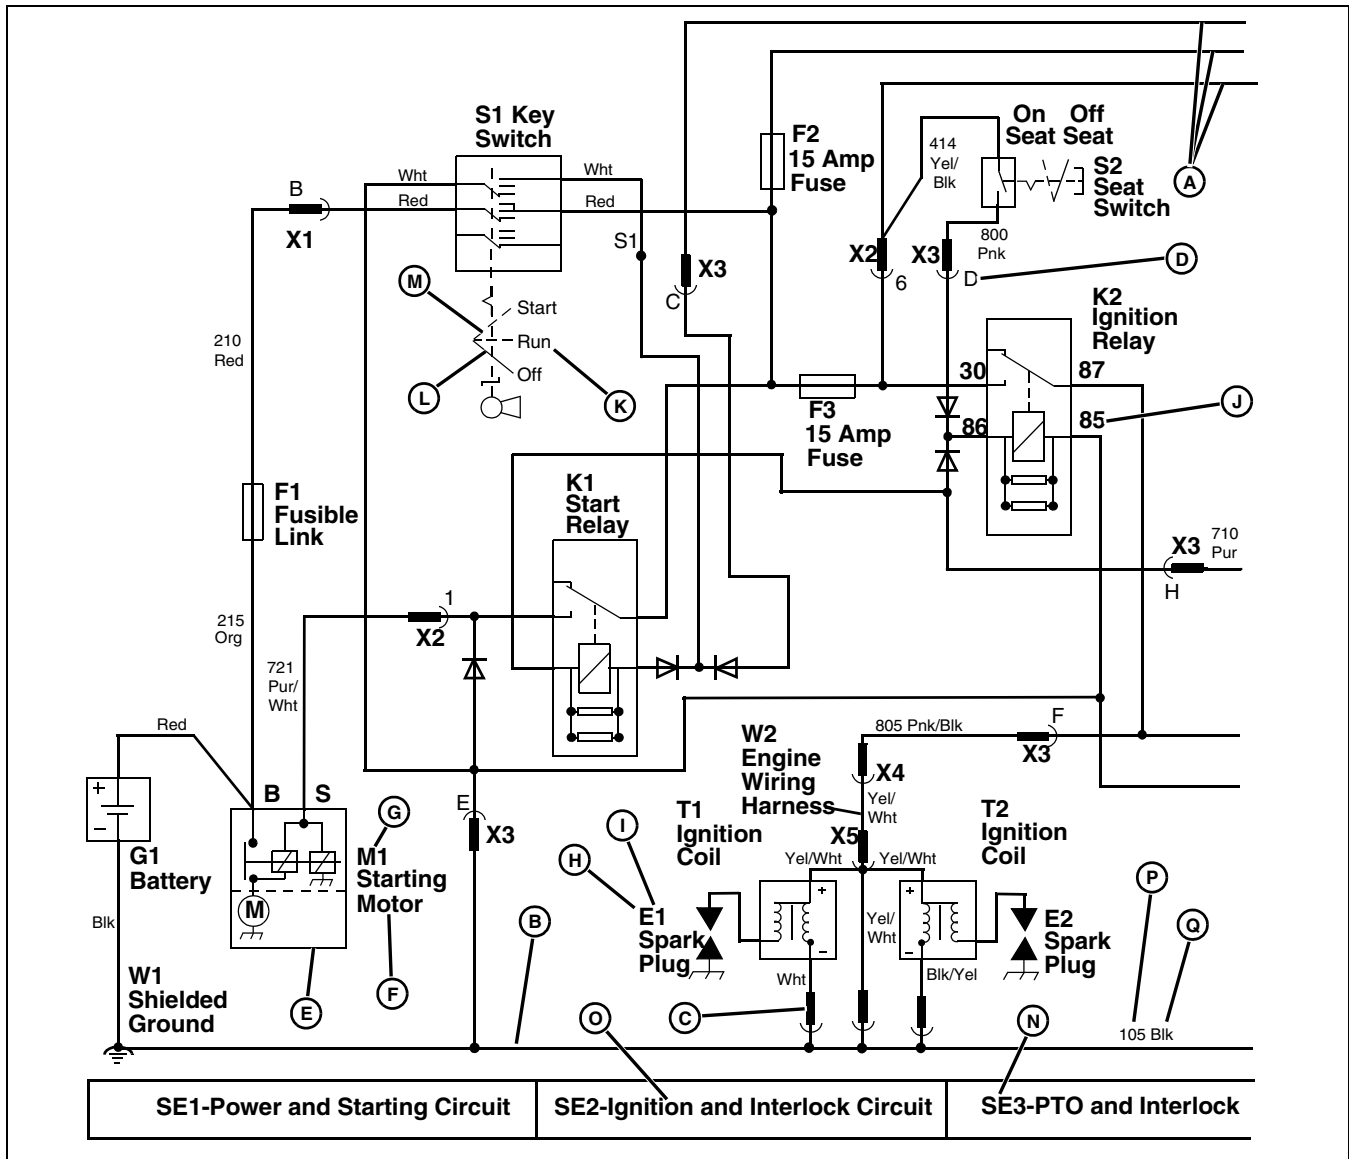 S1 Key
Switch
Wht
Red
Wht
Red
B
X1
S1
X3
C
F2
15 Amp
Fuse
414
Yel/
Blk
On Off
Seat Seat
S2
Seat
Switch
A
800
Pnk
X2
6
X3
D
D
M
Start
Run
Off
L
K
210
Red
K2
Ignition
Relay
30
87
86
85
J
F3
15 Amp
Fuse
F1
Fusible
Link
K1
Start
Relay
X3
710
Pur
H
215
Org
1
X2
721
Pur/
Wht
Red
805 Pnk/Blk
F
X3
W2
Engine
Wiring
Harness
X4
Yel/
Wht
X5
+
-
B
S
G
E
X3
G1
Battery
M1
Starting
Motor
M
I
H
T1
Ignition
Coil
T2
Ignition
Coil
Yel/Wht
Yel/Wht
+
-
+
-
E1
Spark
Plug
E2
Spark
Plug
Yel/
Wht
Wht
Blk/Yel
Blk
B
P
Q
W1
Shielded
Ground
E
F
O
C
N
105 Blk
SE1-Power and Starting Circuit
SE2-Ignition and Interlock Circuit
SE3-PTO and Interlock